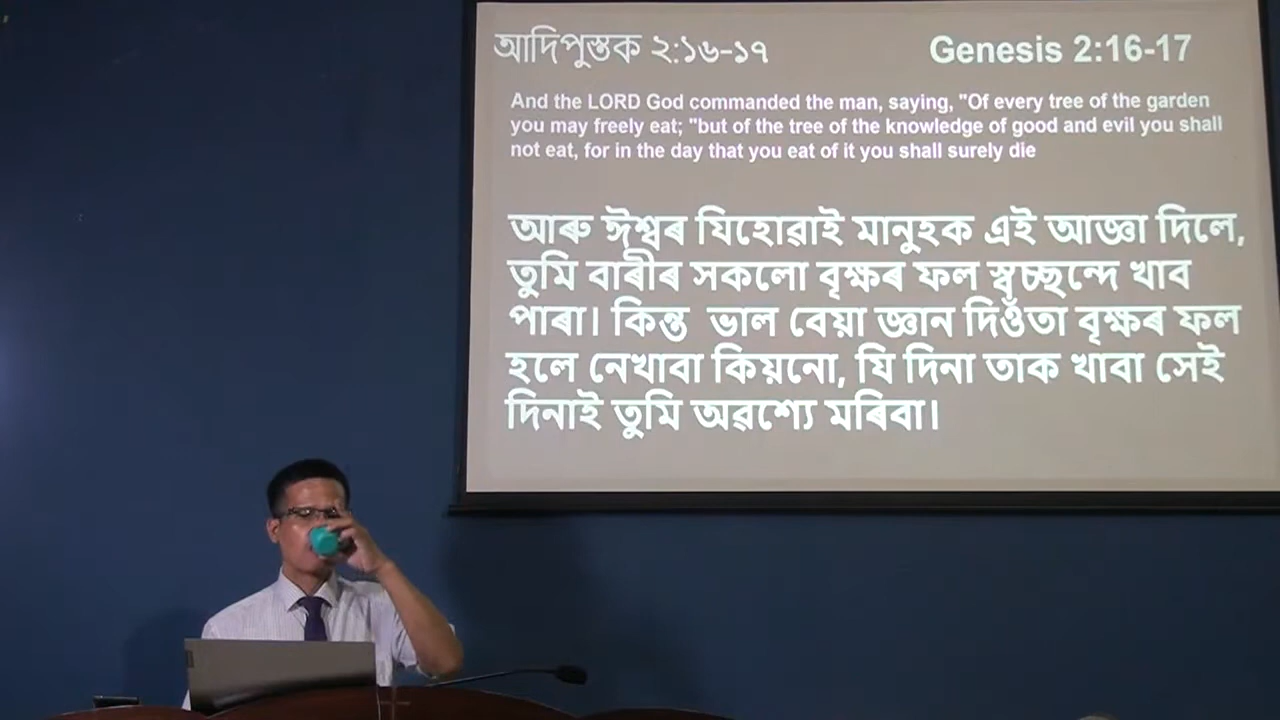 আদিপুস্তক ২:১৬-১৭ Genesis 2:16-17
And the LORD God commanded the man, saying, "Of every tree of the garden
you may freely eat; "but of the tree of the knowledge of good and evil you shall
not eat, for in the day that you eat of it you shall surely die
আৰু ঈশ্বৰ যিহোৱাই মানুহক এই আজ্ঞা দিলে,
তুমি বাৰীৰ সকলো বৃক্ষৰ ফল স্বচ্ছন্দে খাব
পাৰা। কিন্ত ভাল বেয়া জ্ঞান দিওঁতা বৃক্ষৰ ফল
হলে নেখাবা কিয়নো, যি দিনা তাক খাবা সেই
দিনাই তুমি অৱশ্যে মৰিবা।